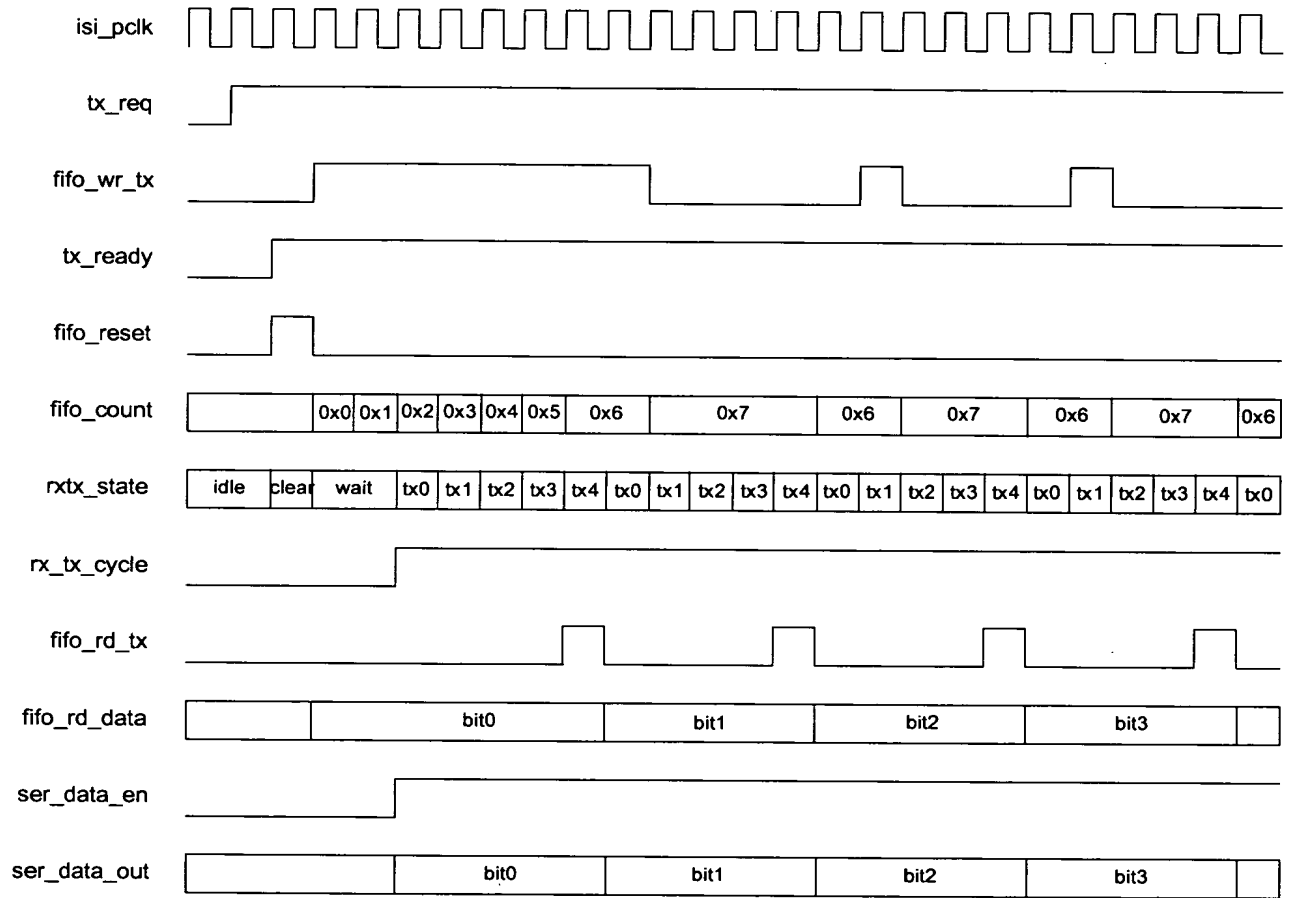 isi_pclk
tx_req
fifo_wr_tx
tx_ready
fifo_reset
fifo_count 0x0 0x1 0x2 0x3 0x4 0x5 0x6 0x7 0x6 0x7 0x6 0x7 0x6
rxtx_state idle clear wait tx0 tx1 tx2 tx3 tx4 tx0 tx1 tx2 tx3 tx4 tx0 tx1 tx2 tx3 tx4 tx0 tx1 tx2 tx3 tx4 tx0
rx_tx_cycle
fifo_rd_tx
fifo_rd_data bit0 bit1 bit2 bit3
ser_data_en
ser_data_out bit0 bit1 bit2 bit3